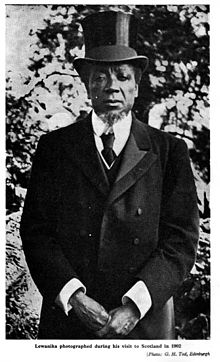 Lewanika photographed during his visit to Scotland in 1902
(Photo: G. H. Tod, Edinburgh